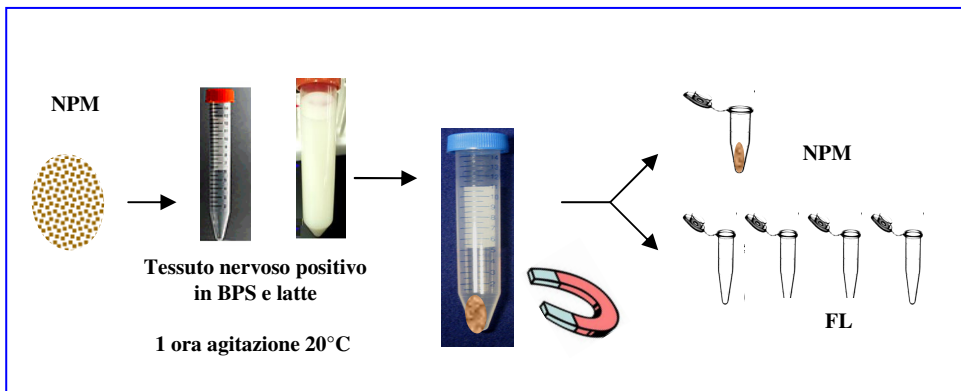 NPM
Tessuto nervoso positivo
in BPS e latte
1 ora agitazione 20°C
NPM
FL